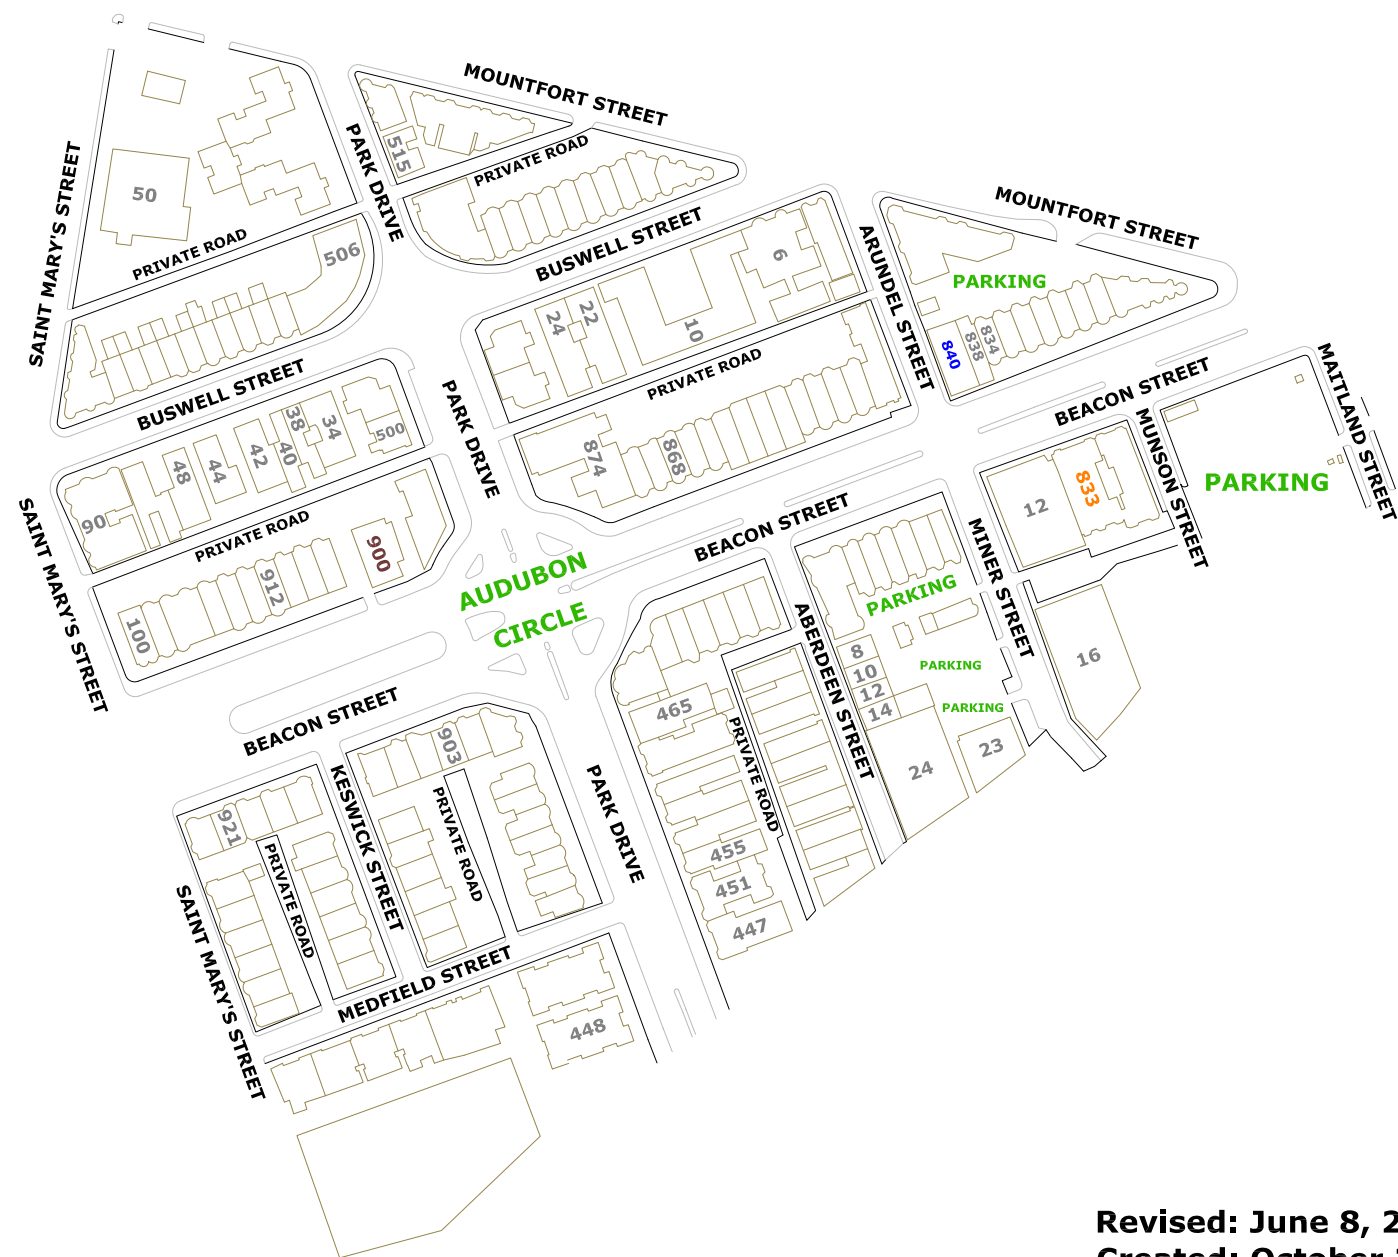 MOUNTFORT STREET
PARK DRIVE
515
PRIVATE ROAD
SAINT MARY'S STREET
50
PRIVATE ROAD
506
BUSWELL STREET
MOUNTFORT STREET
ARUNDEL STREET
6
PARKING
24
22
10
840
838
834
PRIVATE ROAD
BUSWELL STREET
PARK DRIVE
BEACON STREET
MAITLAND STREET
MUNSON STREET
38
34
500
42
40
48
44
90
874
868
12
833
PARKING
SAINT MARY'S STREET
PRIVATE ROAD
900
912
100
BEACON STREET
MINER STREET
AUDUBON
CIRCLE
PARKING
ABERDEEN STREET
8
10
12
14
PARKING
PARKING
16
23
24
465
PRIVATE ROAD
BEACON STREET
903
921
KESWICK STREET
PRIVATE ROAD
PRIVATE ROAD
PARK DRIVE
455
451
447
SAINT MARY'S STREET
MEDFIELD STREET
448
Revised: June 8, 2
Created: October